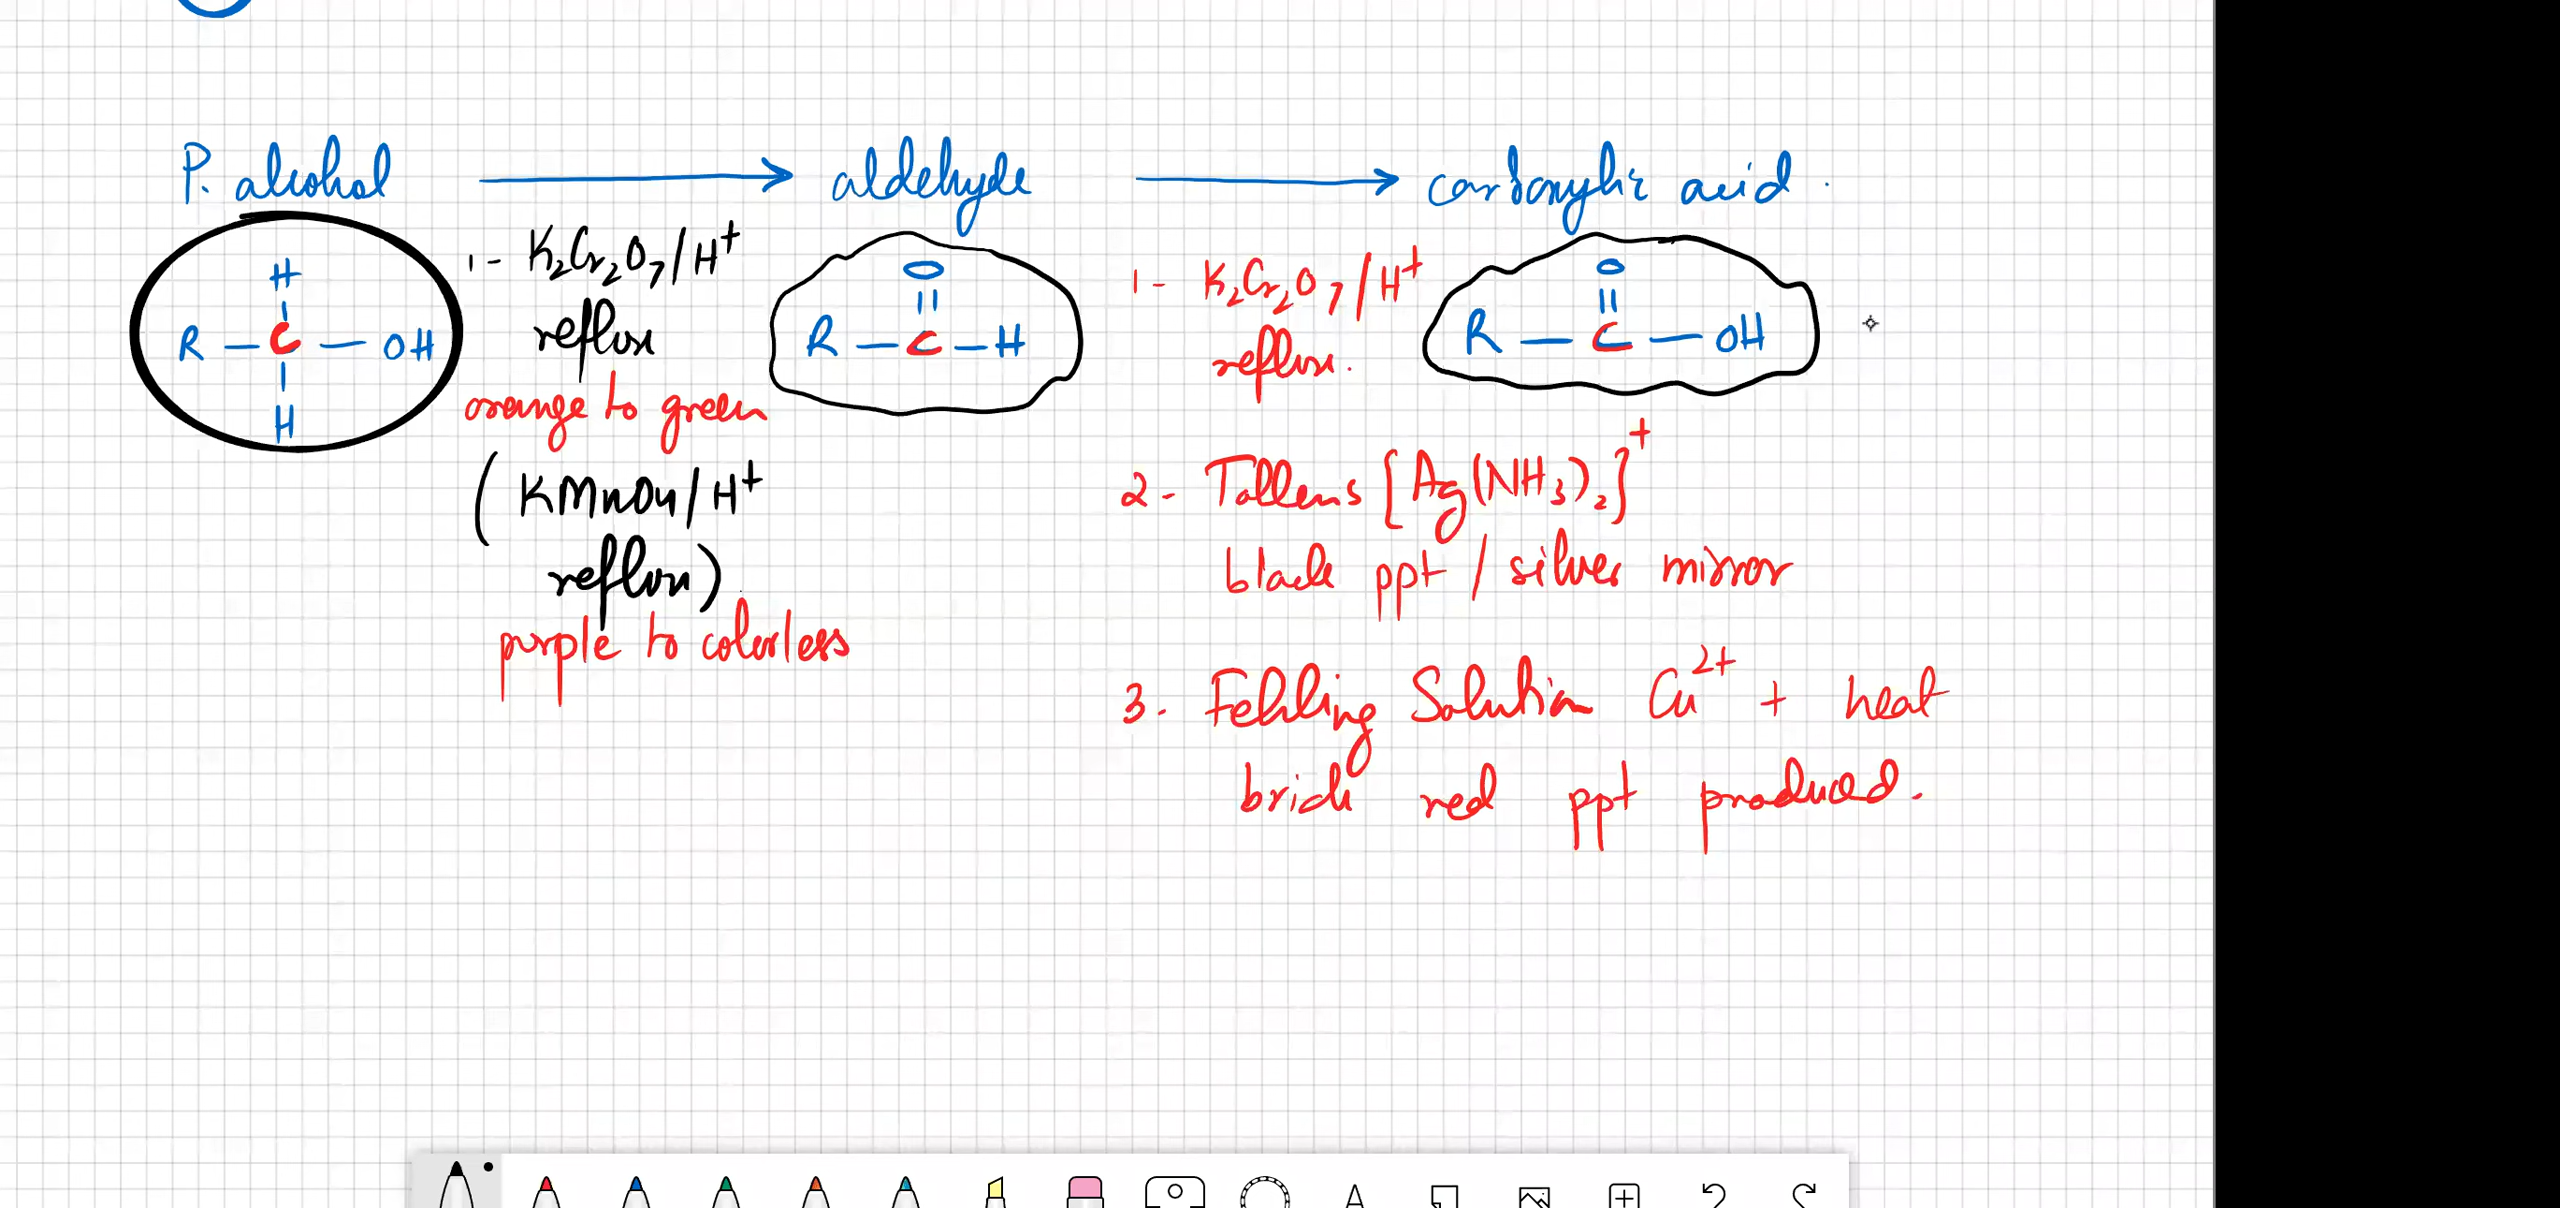 P. alcohol → aldehyde → carboxylic acid.
H
R – C – OH
H
1- K₂Cr₂O₇/H⁺
reflux
orange to green
(KMnO₄/H⁺
reflux)
purple to colorless
O
R – C – H
1- K₂Cr₂O₇/H⁺
reflux.
O
R – C – OH
2- Tollens [Ag(NH₃)₂]⁺
black ppt / silver mirror
3. Fehling Solution Cu²⁺ + heat
brick red ppt produced.